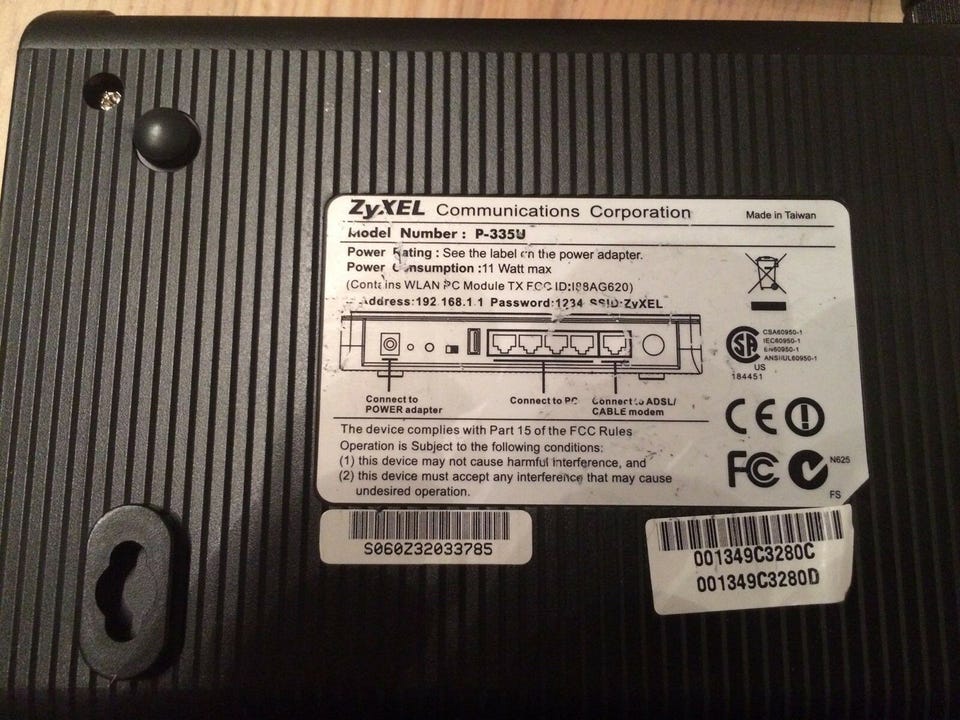 ZyXEL Communications Corporation
Made in Taiwan
Model Number : P-335U
Power Rating : See the label on the power adapter.
Power Consumption :11 Watt max
(Contains WLAN PC Module TX FCC ID:I88AG620)
Address:192.168.1.1 Password:1234 SSID:ZyXEL
CSA60950-1
IEC60950-1
EN60950-1
ANSI/UL60950-1
US
184451
Connect to
POWER adapter
Connect to PC
Connect to ADSL/
CABLE modem
The device complies with Part 15 of the FCC Rules
Operation is Subject to the following conditions:
(1) this device may not cause harmful interference, and
(2) this device must accept any interference that may cause
undesired operation.
CE
FC
N625
FS
S060Z32033785
001349C3280C
001349C3280D